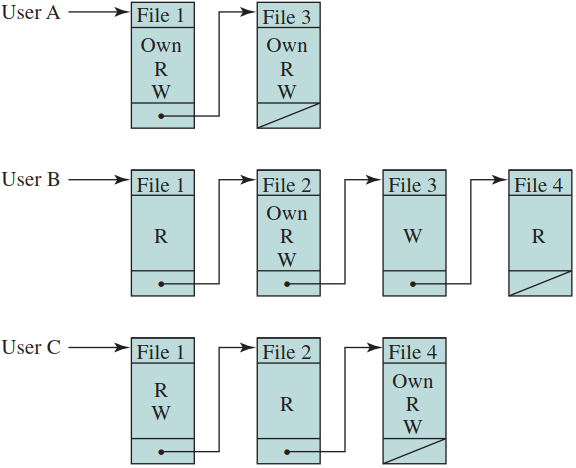 User A
File 1
Own
R
W
File 3
Own
R
W
User B
File 1
R
File 2
Own
R
W
File 3
W
File 4
R
User C
File 1
R
W
File 2
R
File 4
Own
R
W